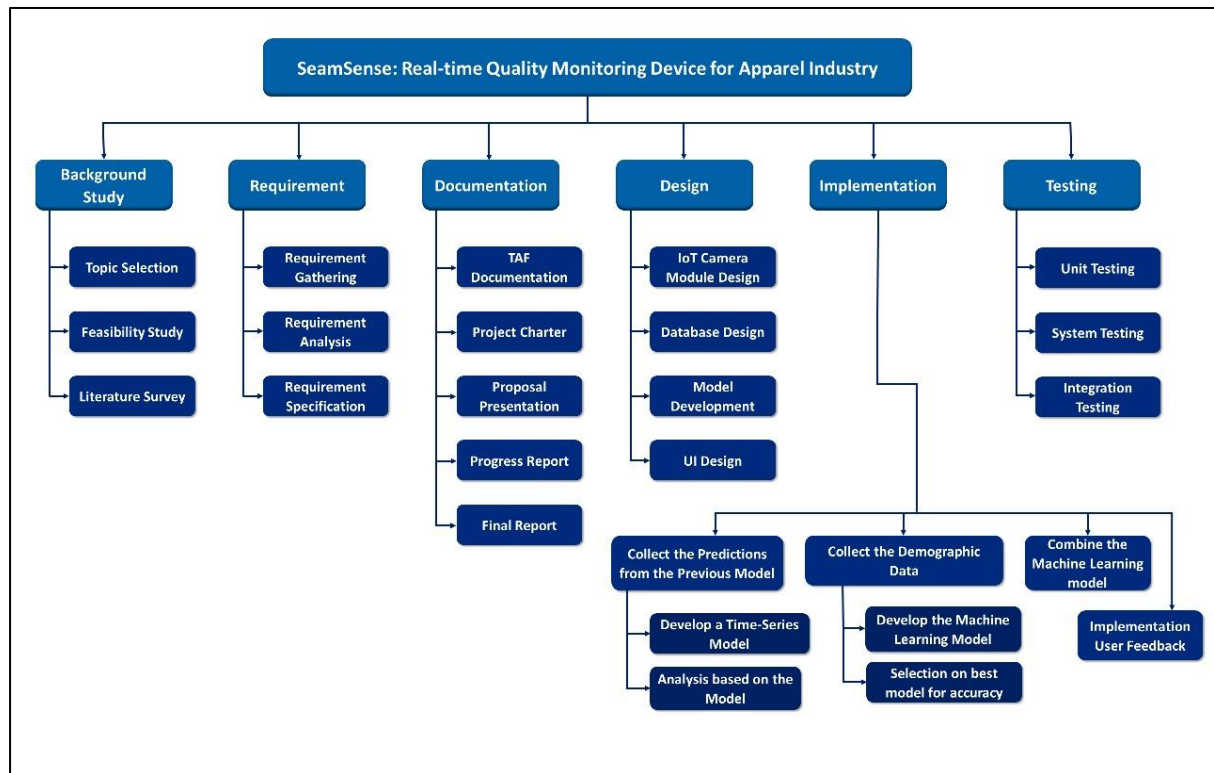 SeamSense: Real-time Quality Monitoring Device for Apparel Industry
Background
Study
Requirement
Documentation
Design
Implementation
Testing
Topic Selection
Feasibility Study
Literature Survey
Requirement
Gathering
Requirement
Analysis
Requirement
Specification
TAF
Documentation
Project Charter
Proposal
Presentation
Progress Report
Final Report
IoT Camera
Module Design
Database Design
Model
Development
UI Design
Collect the Predictions
from the Previous Model
Develop a Time-Series
Model
Analysis based on the
Model
Collect the Demographic
Data
Develop the Machine
Learning Model
Selection on best
model for accuracy
Combine the
Machine Learning
model
Implementation
User Feedback
Unit Testing
System Testing
Integration
Testing